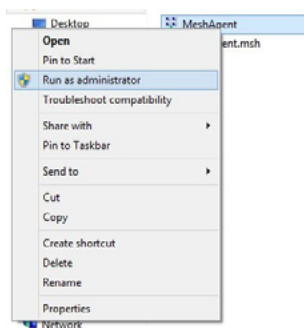 Desktop
MeshAgent
ent.msh
Open
Pin to Start
Run as administrator
Troubleshoot compatibility
Share with
Pin to Taskbar
Send to
Cut
Copy
Create shortcut
Delete
Rename
Properties
Network